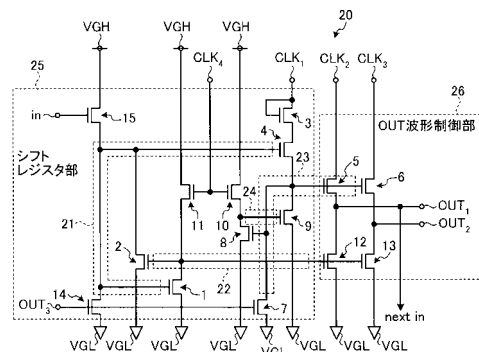 20
VGH
VGH
VGH
CLK4
CLK1
CLK2
CLK3
25
26
in
15
3
OUT波形制御部
4
シフト
レジスタ部
23
5
6
24
OUT1
OUT2
21
11
10
9
8
2
12
13
22
1
14
7
OUT3
next in
VGL
VGL
VGL
VGL
VGL
VGL
VGL
VGL